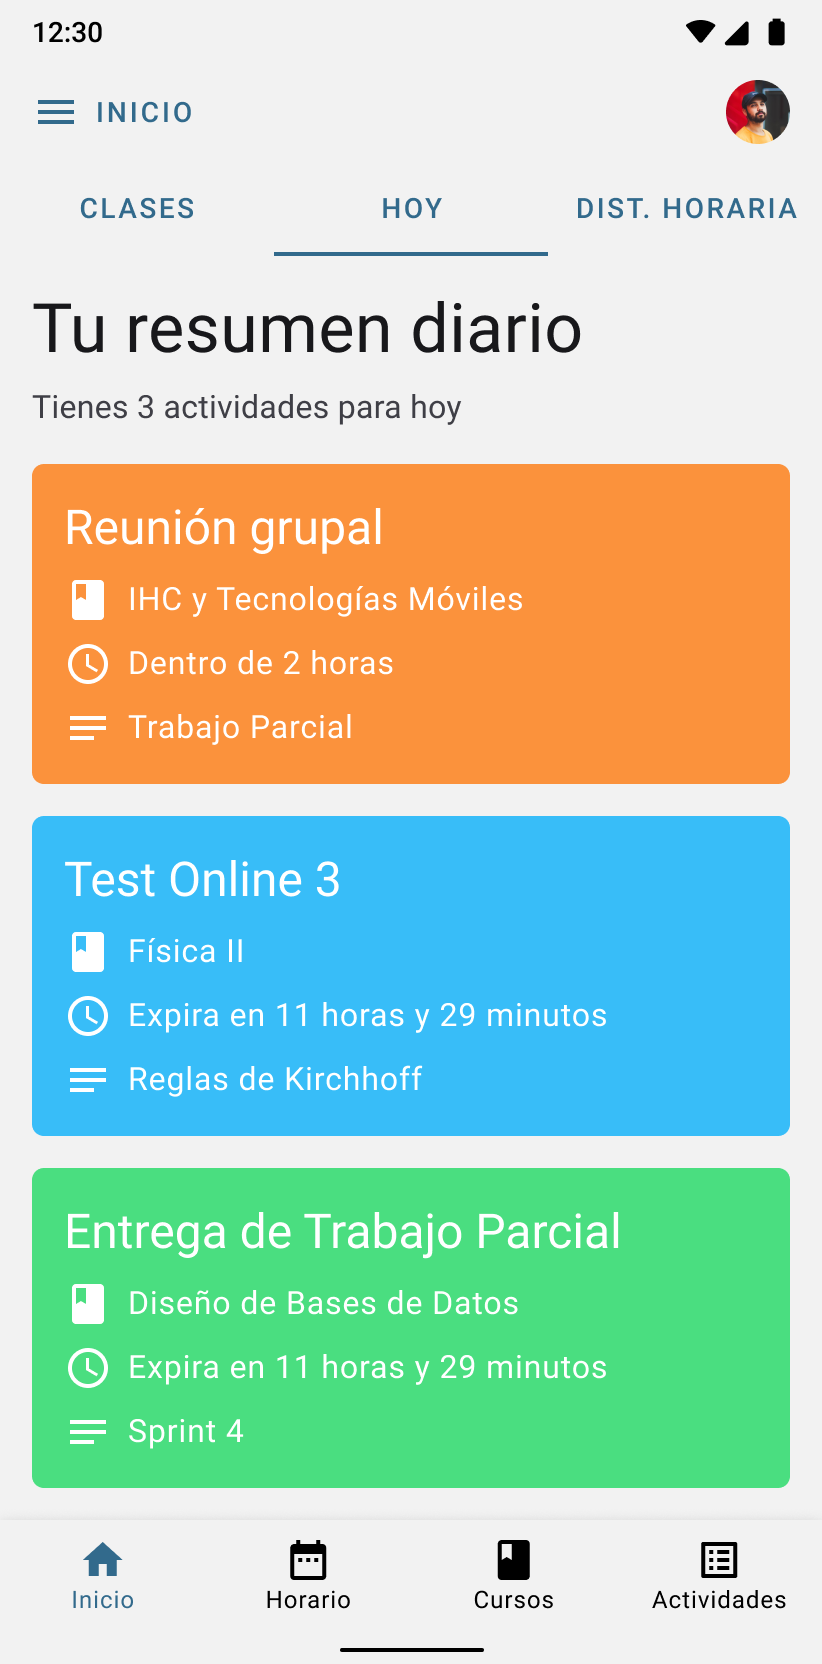 12:30
INICIO
CLASES HOY DIST. HORARIA
Tu resumen diario
Tienes 3 actividades para hoy
Reunión grupal
IHC y Tecnologías Móviles
Dentro de 2 horas
Trabajo Parcial
Test Online 3
Física II
Expira en 11 horas y 29 minutos
Reglas de Kirchhoff
Entrega de Trabajo Parcial
Diseño de Bases de Datos
Expira en 11 horas y 29 minutos
Sprint 4
Inicio Horario Cursos Actividades